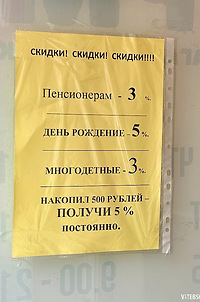 СКИДКИ! СКИДКИ! СКИДКИ!!!!
Пенсионерам - 3 %.
ДЕНЬ РОЖДЕНИЕ – 5 %.
МНОГОДЕТНЫЕ - 3 %.
НАКОПИЛ 500 РУБЛЕЙ –
ПОЛУЧИ 5 %
постоянно.